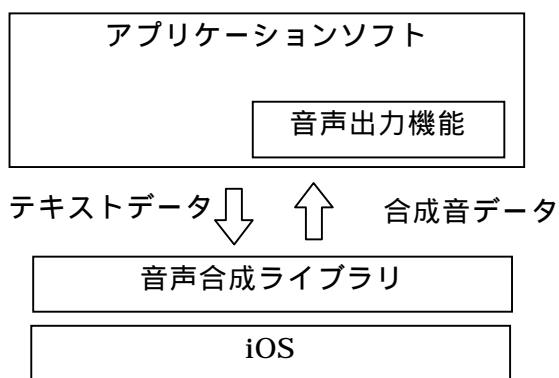 アプリケーションソフト
音声出力機能
テキストデータ
合成音データ
音声合成ライブラリ
iOS